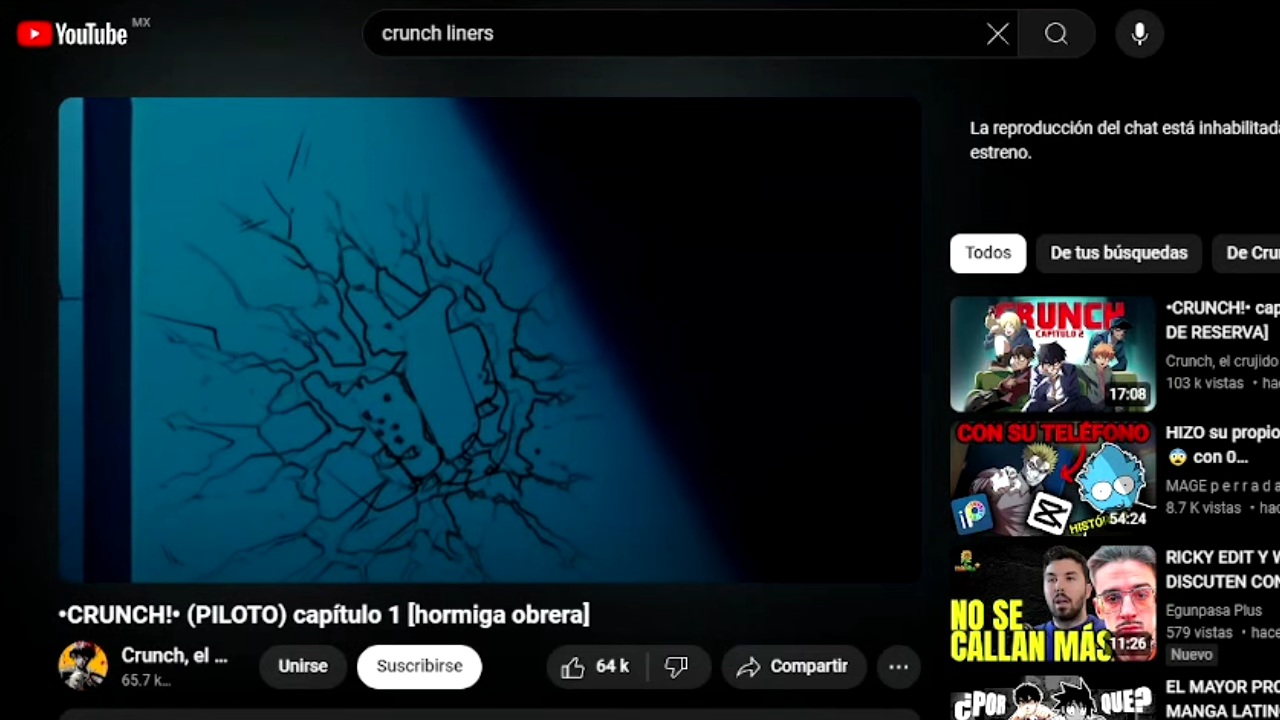 YouTube MX
crunch liners
La reproducción del chat está inhabilitada
estreno.
Todos
De tus búsquedas
De Cru
CRUNCH
CAPITULO 2
17:08
•CRUNCH!• cap
DE RESERVA]
Crunch, el crujido
103 k vistas • ha
CON SU TELÉFONO
HISTÓ
54:24
HIZO su propio
😨 con 0...
MAGE p e r r a d a
8.7 K vistas • hac
NO SE
CALLAN MÁS
11:26
RICKY EDIT Y W
DISCUTEN CON
Egunpasa Plus
579 vistas • hace
Nuevo
¿POR QUE?
EL MAYOR PRO
MANGA LATIN
•CRUNCH!• (PILOTO) capítulo 1 [hormiga obrera]
Crunch, el ...
65.7 k...
Unirse
Suscribirse
64 k
Compartir